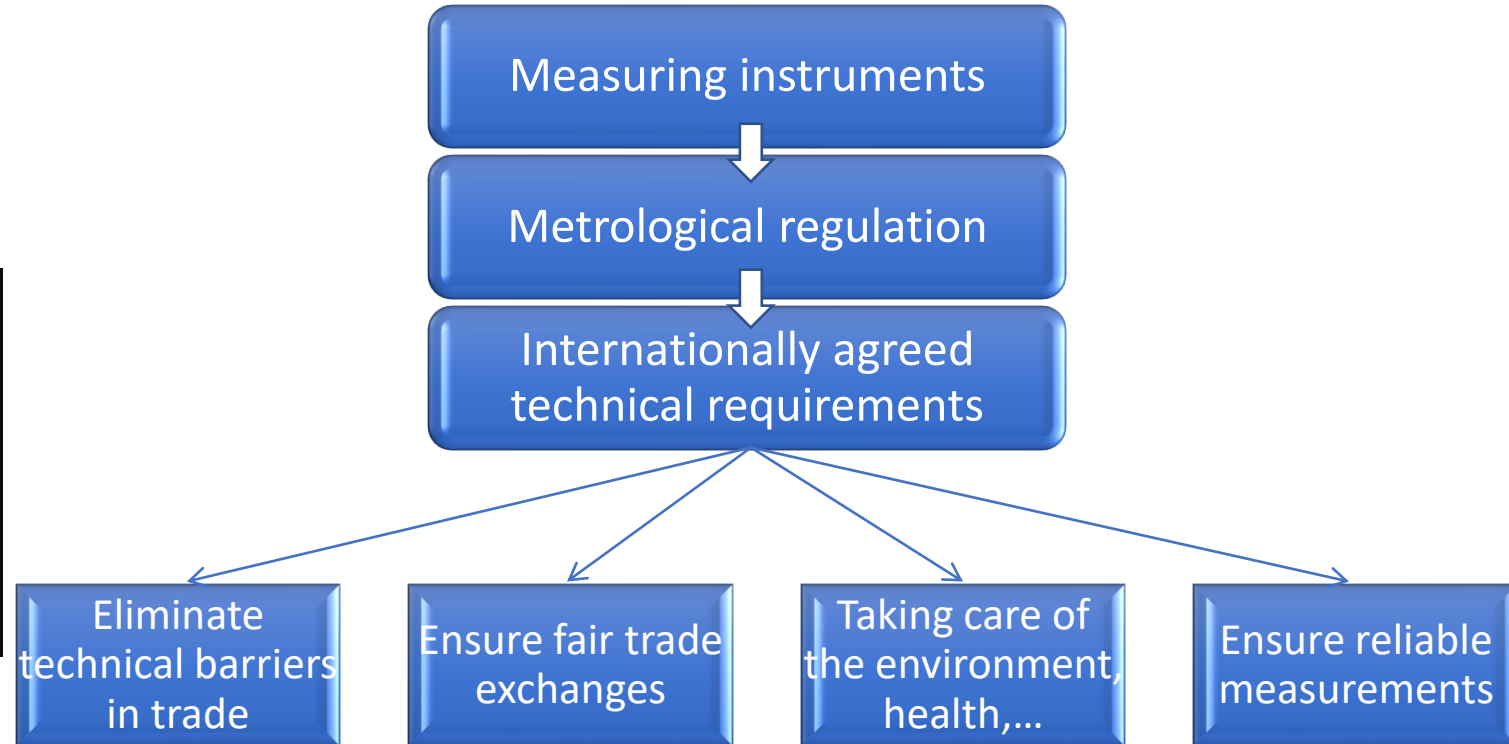 Measuring instruments
Metrological regulation
Internationally agreed
technical requirements
Eliminate
technical barriers
in trade
Ensure fair trade
exchanges
Taking care of
the environment,
health,...
Ensure reliable
measurements